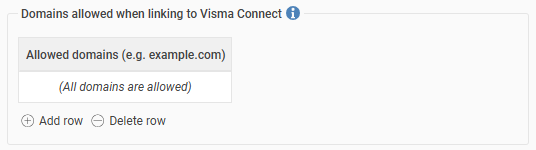 Domains allowed when linking to Visma Connect
Allowed domains (e.g. example.com)
(All domains are allowed)
Add row Delete row